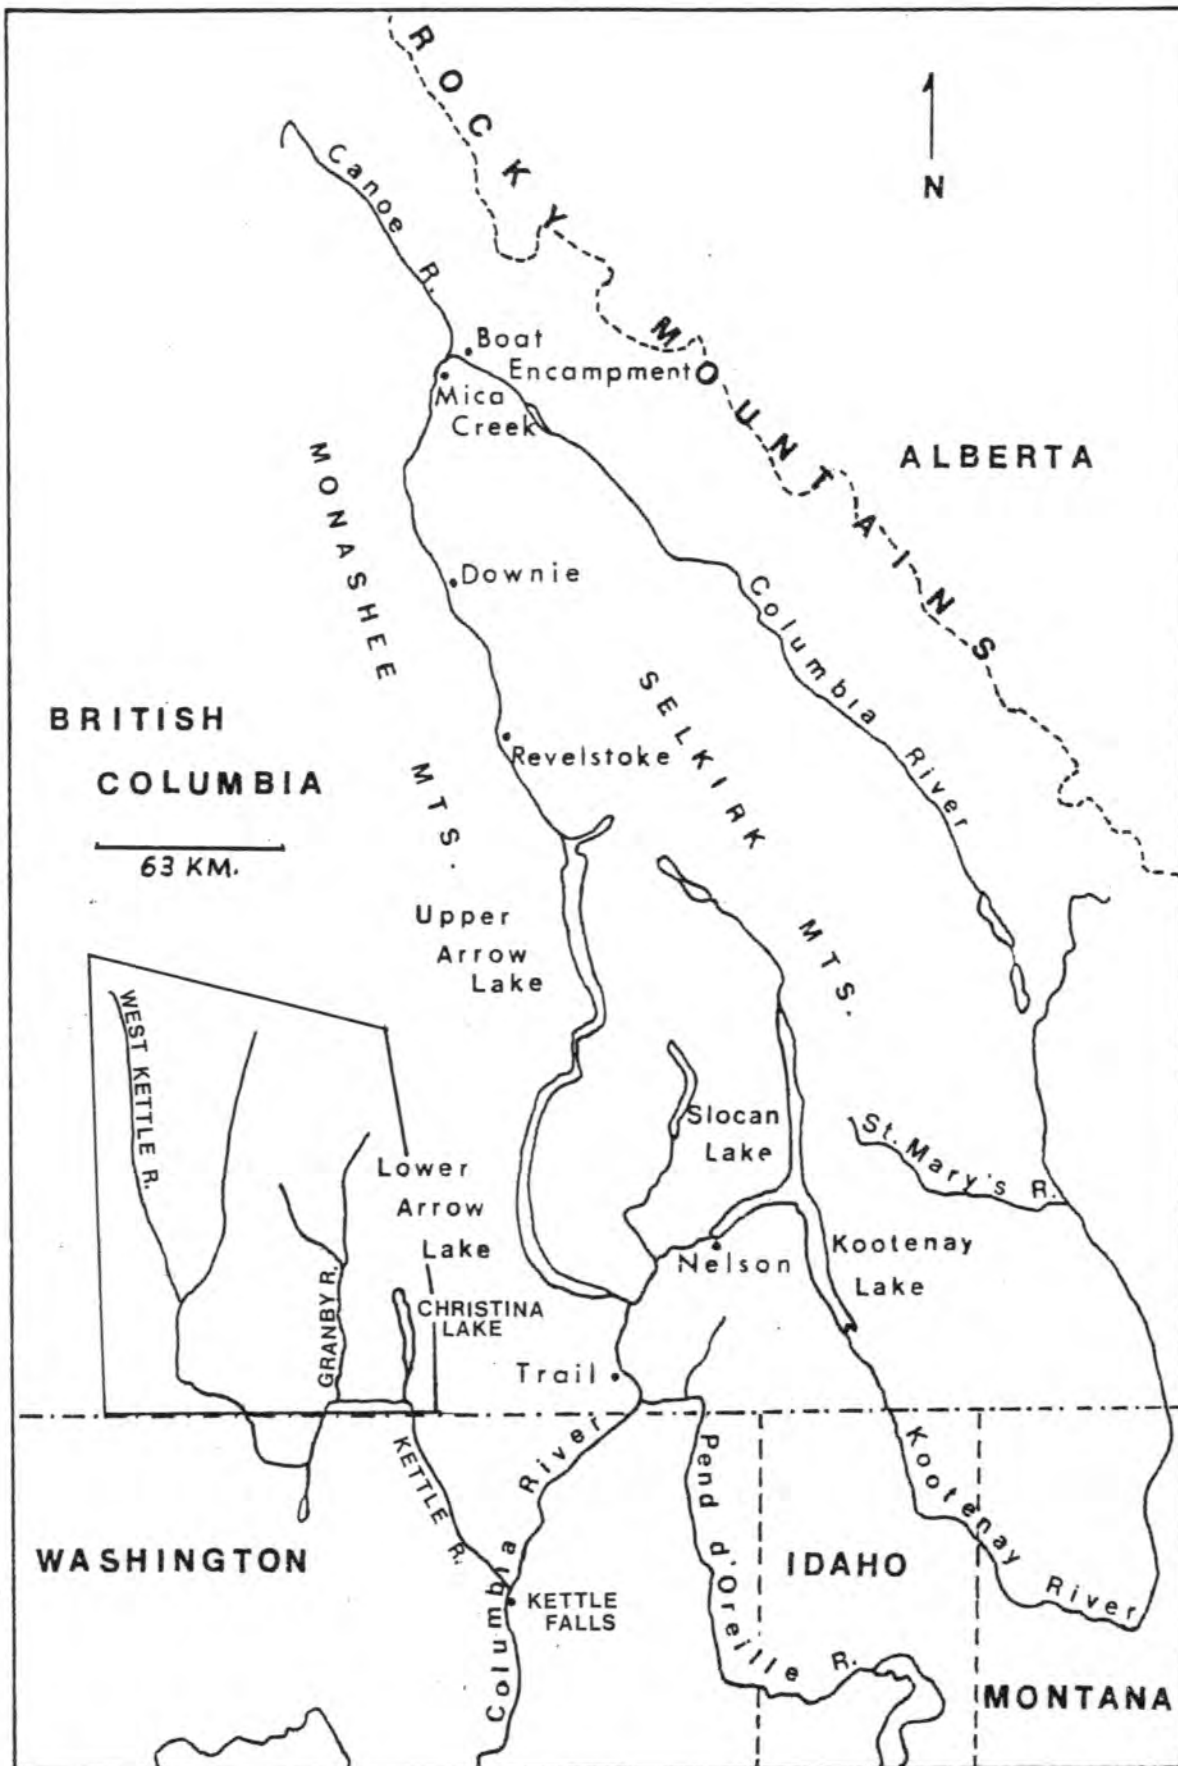 ROCKY MOUNTAINS
N
Canoe R.
Boat
Encampment
Mica
Creek
ALBERTA
MONASHEE MTS.
Downie
Columbia River
SELKIRK MTS.
BRITISH
COLUMBIA
Revelstoke
63 KM.
Upper
Arrow
Lake
WEST KETTLE R.
Slocan
Lake
St. Mary's R.
Lower
Arrow
Lake
Kootenay
Lake
Nelson
GRANBY R.
CHRISTINA
LAKE
Trail
KETTLE R.
Columbia River
Pend d'Oreille R.
Kootenay River
WASHINGTON
IDAHO
KETTLE
FALLS
MONTANA